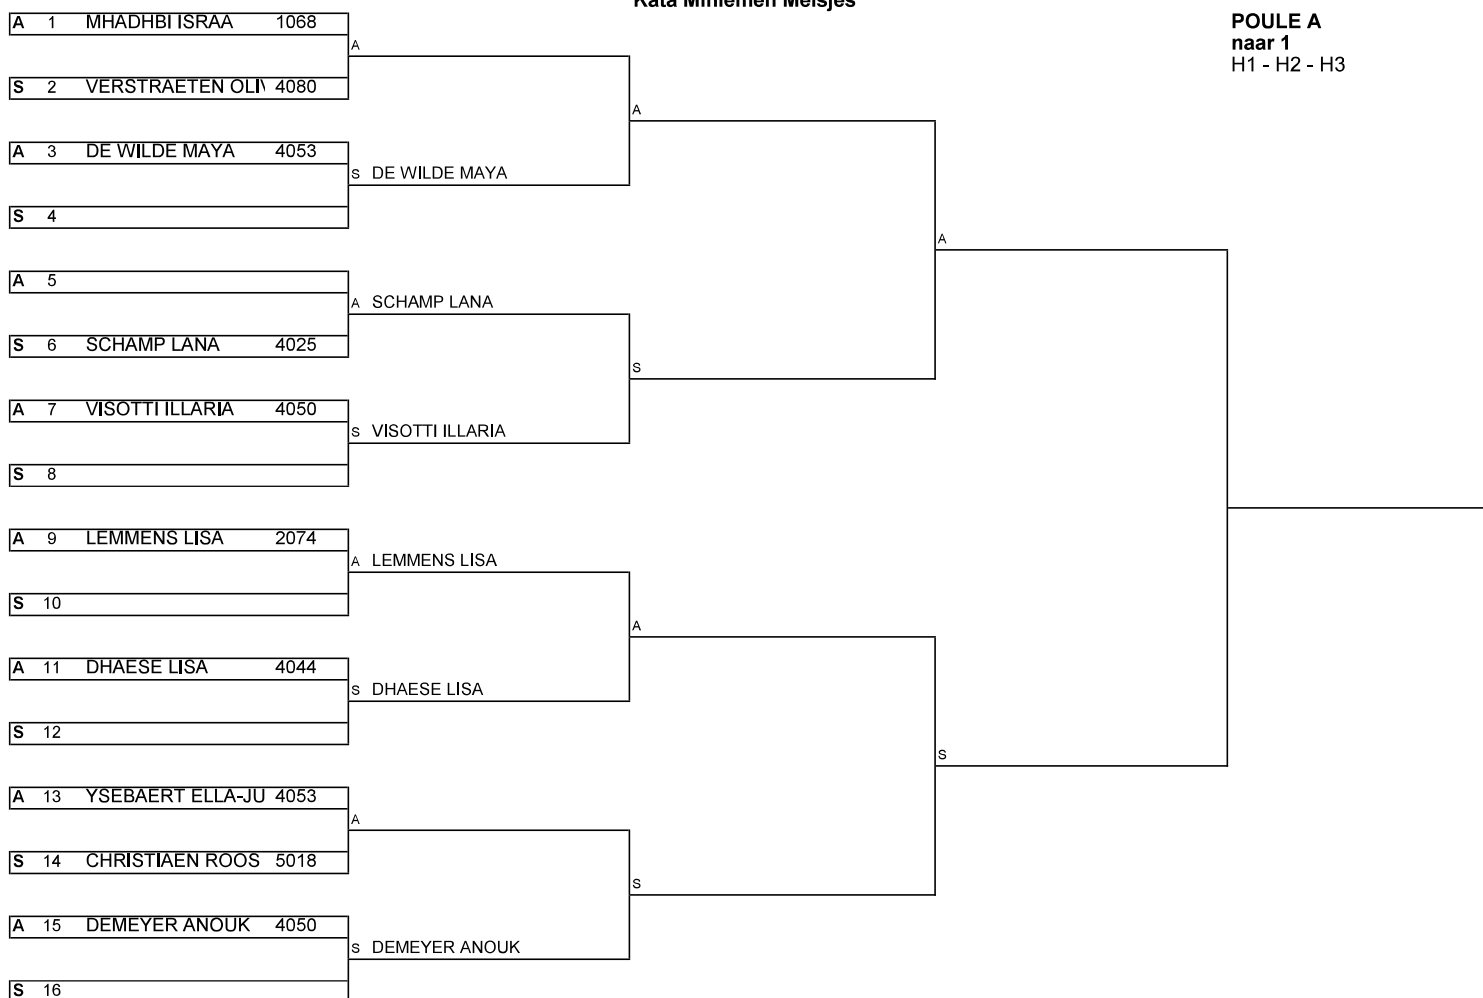 Kata Miniemen Meisjes
POULE A
naar 1
H1 - H2 - H3
A 1 MHADHBI ISRAA 1068
A
S 2 VERSTRAETEN OLIV 4080
A
A 3 DE WILDE MAYA 4053
S DE WILDE MAYA
S 4
A
A 5
A SCHAMP LANA
S 6 SCHAMP LANA 4025
S
A 7 VISOTTI ILLARIA 4050
S VISOTTI ILLARIA
S 8
A 9 LEMMENS LISA 2074
A LEMMENS LISA
S 10
A
A 11 DHAESE LISA 4044
S DHAESE LISA
S 12
S
A 13 YSEBAERT ELLA-JU 4053
A
S 14 CHRISTIAEN ROOS 5018
S
A 15 DEMEYER ANOUK 4050
S DEMEYER ANOUK
S 16